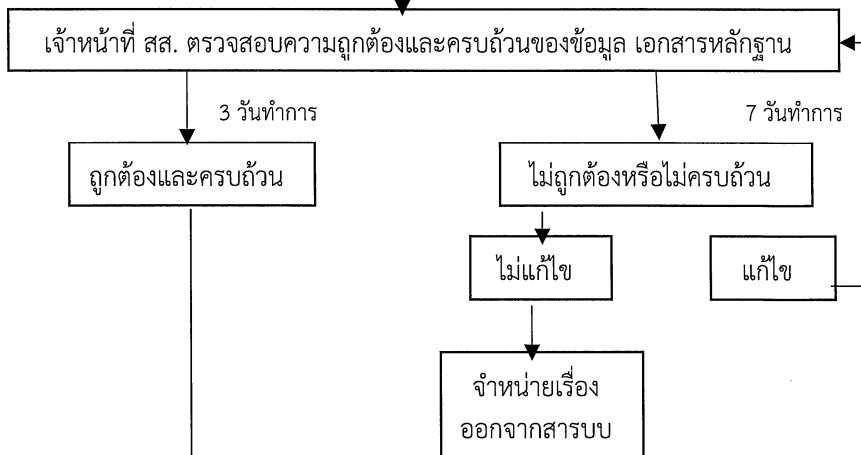 เจ้าหน้าที่ สส. ตรวจสอบความถูกต้องและครบถ้วนของข้อมูล เอกสารหลักฐาน
3 วันทำการ
7 วันทำการ
ถูกต้องและครบถ้วน
ไม่ถูกต้องหรือไม่ครบถ้วน
ไม่แก้ไข
แก้ไข
จำหน่ายเรื่อง
ออกจากสารบบ